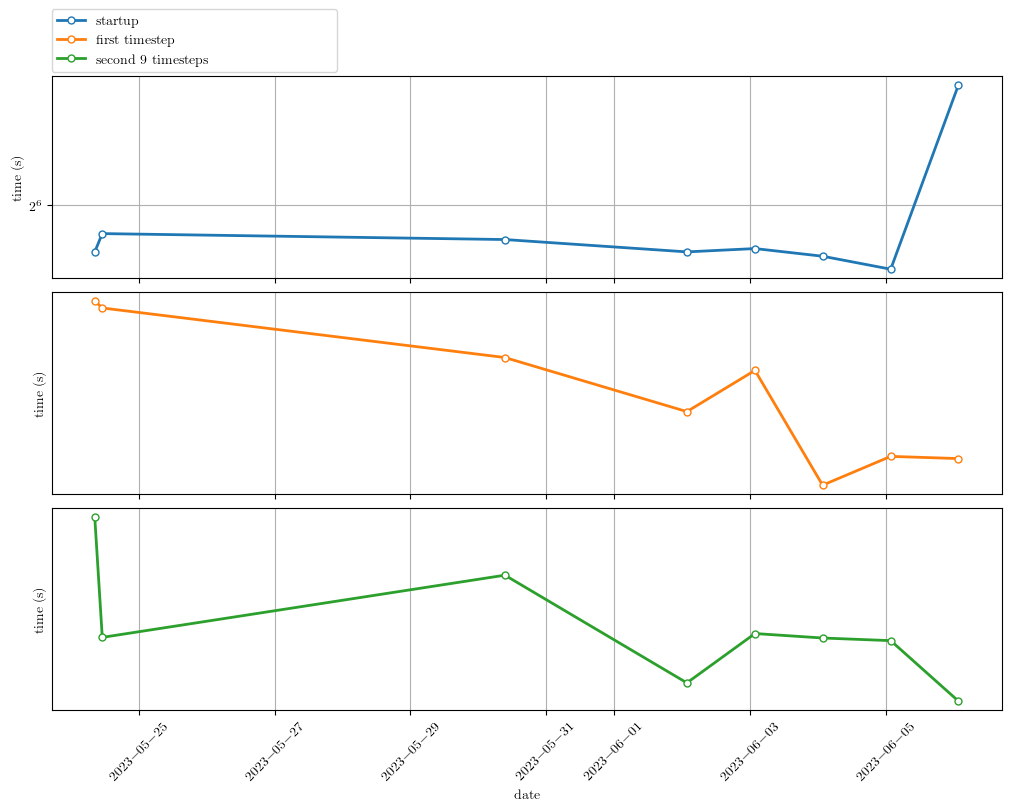 startup
first timestep
second 9 timesteps
time (s)
2⁶
time (s)
time (s)
2023−05−25
2023−05−27
2023−05−29
2023−05−31
2023−06−01
2023−06−03
2023−06−05
date